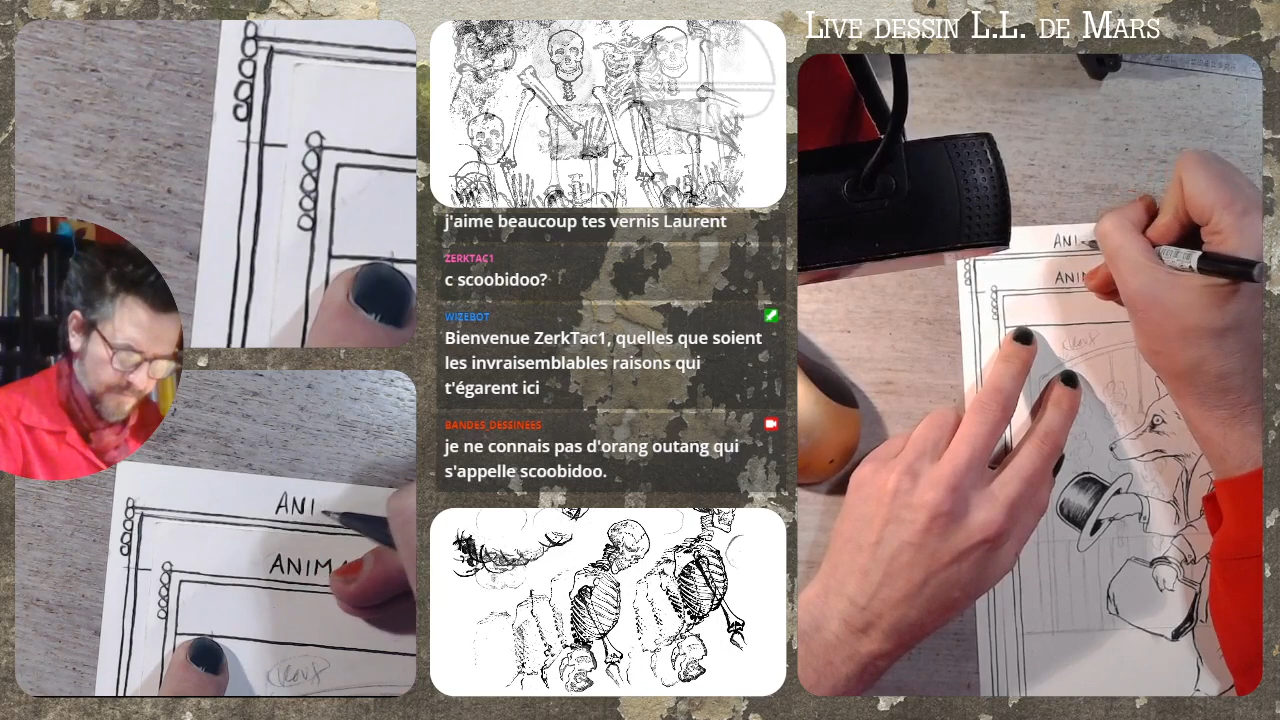 Live dessin L.L. de Mars
j'aime beaucoup tes vernis Laurent
ZERKTAC1
c scoobidoo?
WIZEBOT
Bienvenue ZerkTac1, quelles que soient
les invraisemblables raisons qui
t'égarent ici
BANDES_DESSINEES
je ne connais pas d'orang outang qui
s'appelle scoobidoo.
ANI
ANIM
ANI
ANIM